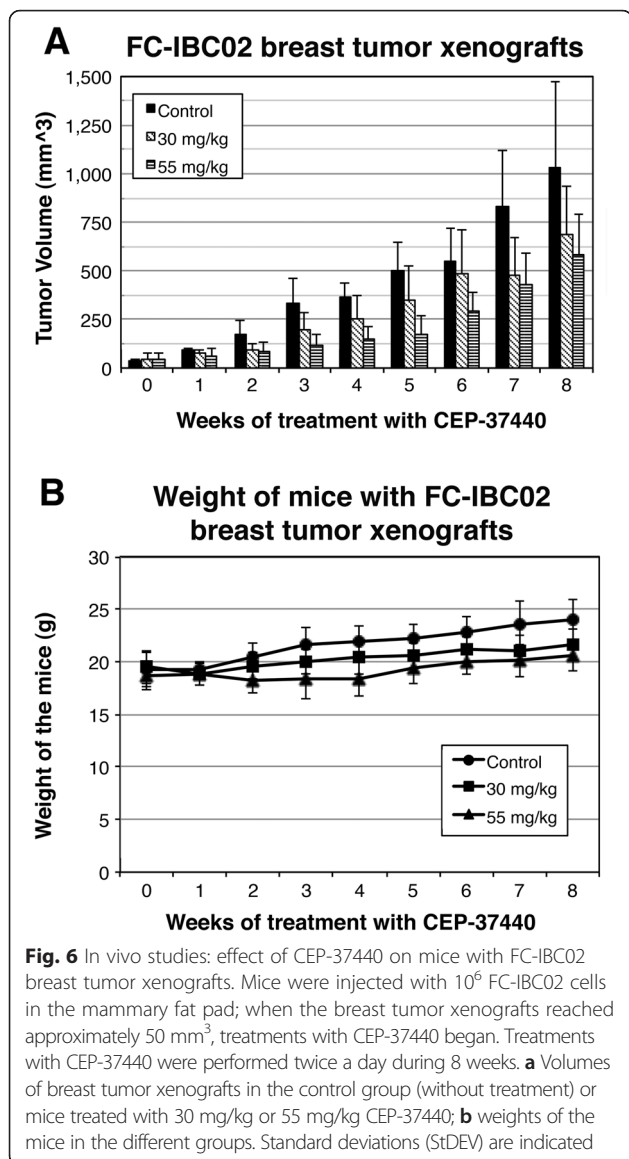 A
FC-IBC02 breast tumor xenografts
1,500
1,250
1,000
750
500
250
0
Tumor Volume (mm^3)
Control
30 mg/kg
55 mg/kg
0 1 2 3 4 5 6 7 8
Weeks of treatment with CEP-37440
B
Weight of mice with FC-IBC02
breast tumor xenografts
30
25
20
15
10
5
0
Weight of the mice (g)
Control
30 mg/kg
55 mg/kg
0 1 2 3 4 5 6 7 8
Weeks of treatment with CEP-37440
Fig. 6 In vivo studies: effect of CEP-37440 on mice with FC-IBC02
breast tumor xenografts. Mice were injected with 10⁶ FC-IBC02 cells
in the mammary fat pad; when the breast tumor xenografts reached
approximately 50 mm³, treatments with CEP-37440 began. Treatments
with CEP-37440 were performed twice a day during 8 weeks. a Volumes
of breast tumor xenografts in the control group (without treatment) or
mice treated with 30 mg/kg or 55 mg/kg CEP-37440; b weights of the
mice in the different groups. Standard deviations (StDEV) are indicated